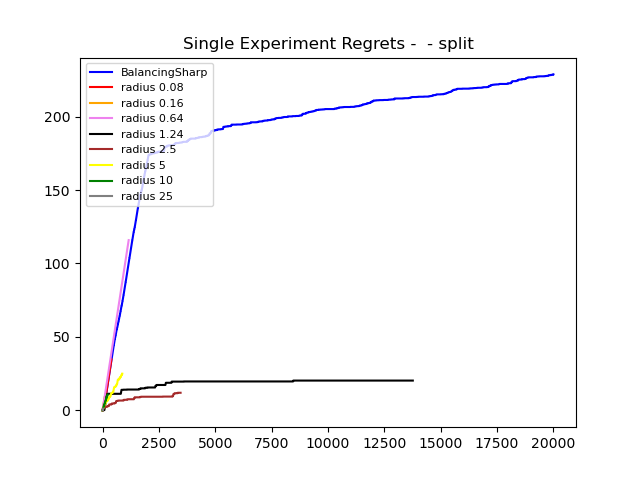 Single Experiment Regrets -  - split
BalancingSharp
radius 0.08
radius 0.16
radius 0.64
radius 1.24
radius 2.5
radius 5
radius 10
radius 25
200
150
100
50
0
0 2500 5000 7500 10000 12500 15000 17500 20000